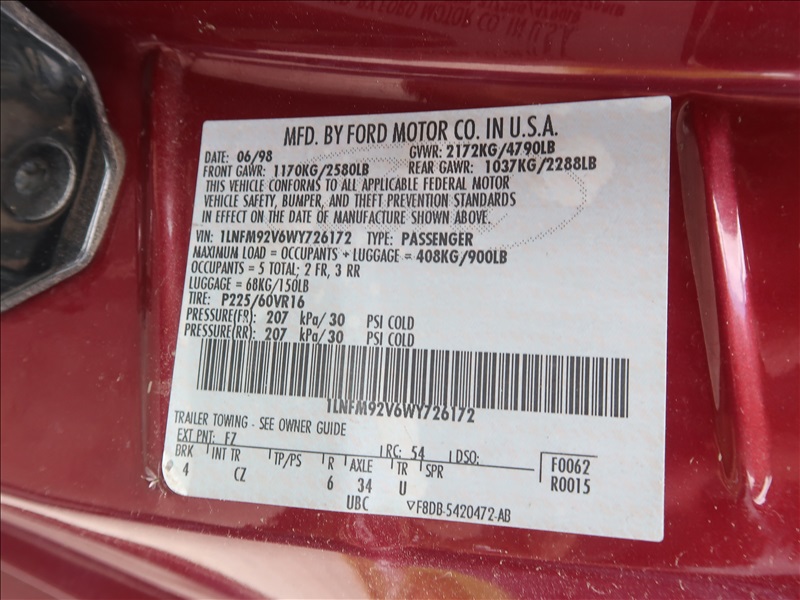 MFD. BY FORD MOTOR CO. IN U.S.A.
DATE: 06/98 GVWR: 2172KG/4790LB
FRONT GAWR: 1170KG/2580LB REAR GAWR: 1037KG/2288LB
THIS VEHICLE CONFORMS TO ALL APPLICABLE FEDERAL MOTOR
VEHICLE SAFETY, BUMPER, AND THEFT PREVENTION STANDARDS
IN EFFECT ON THE DATE OF MANUFACTURE SHOWN ABOVE.
VIN: 1LNFM92V6WY726172 TYPE: PASSENGER
MAXIMUM LOAD = OCCUPANTS + LUGGAGE = 408KG/900LB
OCCUPANTS = 5 TOTAL; 2 FR, 3 RR
LUGGAGE = 68KG/150LB
TIRE: P225/60VR16
PRESSURE(FR): 207 kPa/30 PSI COLD
PRESSURE(RR): 207 kPa/30 PSI COLD
1LNFM92V6WY726172
TRAILER TOWING - SEE OWNER GUIDE
EXT PNT: FZ RC: 54 DSO:
BRK INT TR TP/PS R AXLE TR SPR F0062
4 CZ 6 34 U R0015
UBC ▽F8DB-5420472-AB